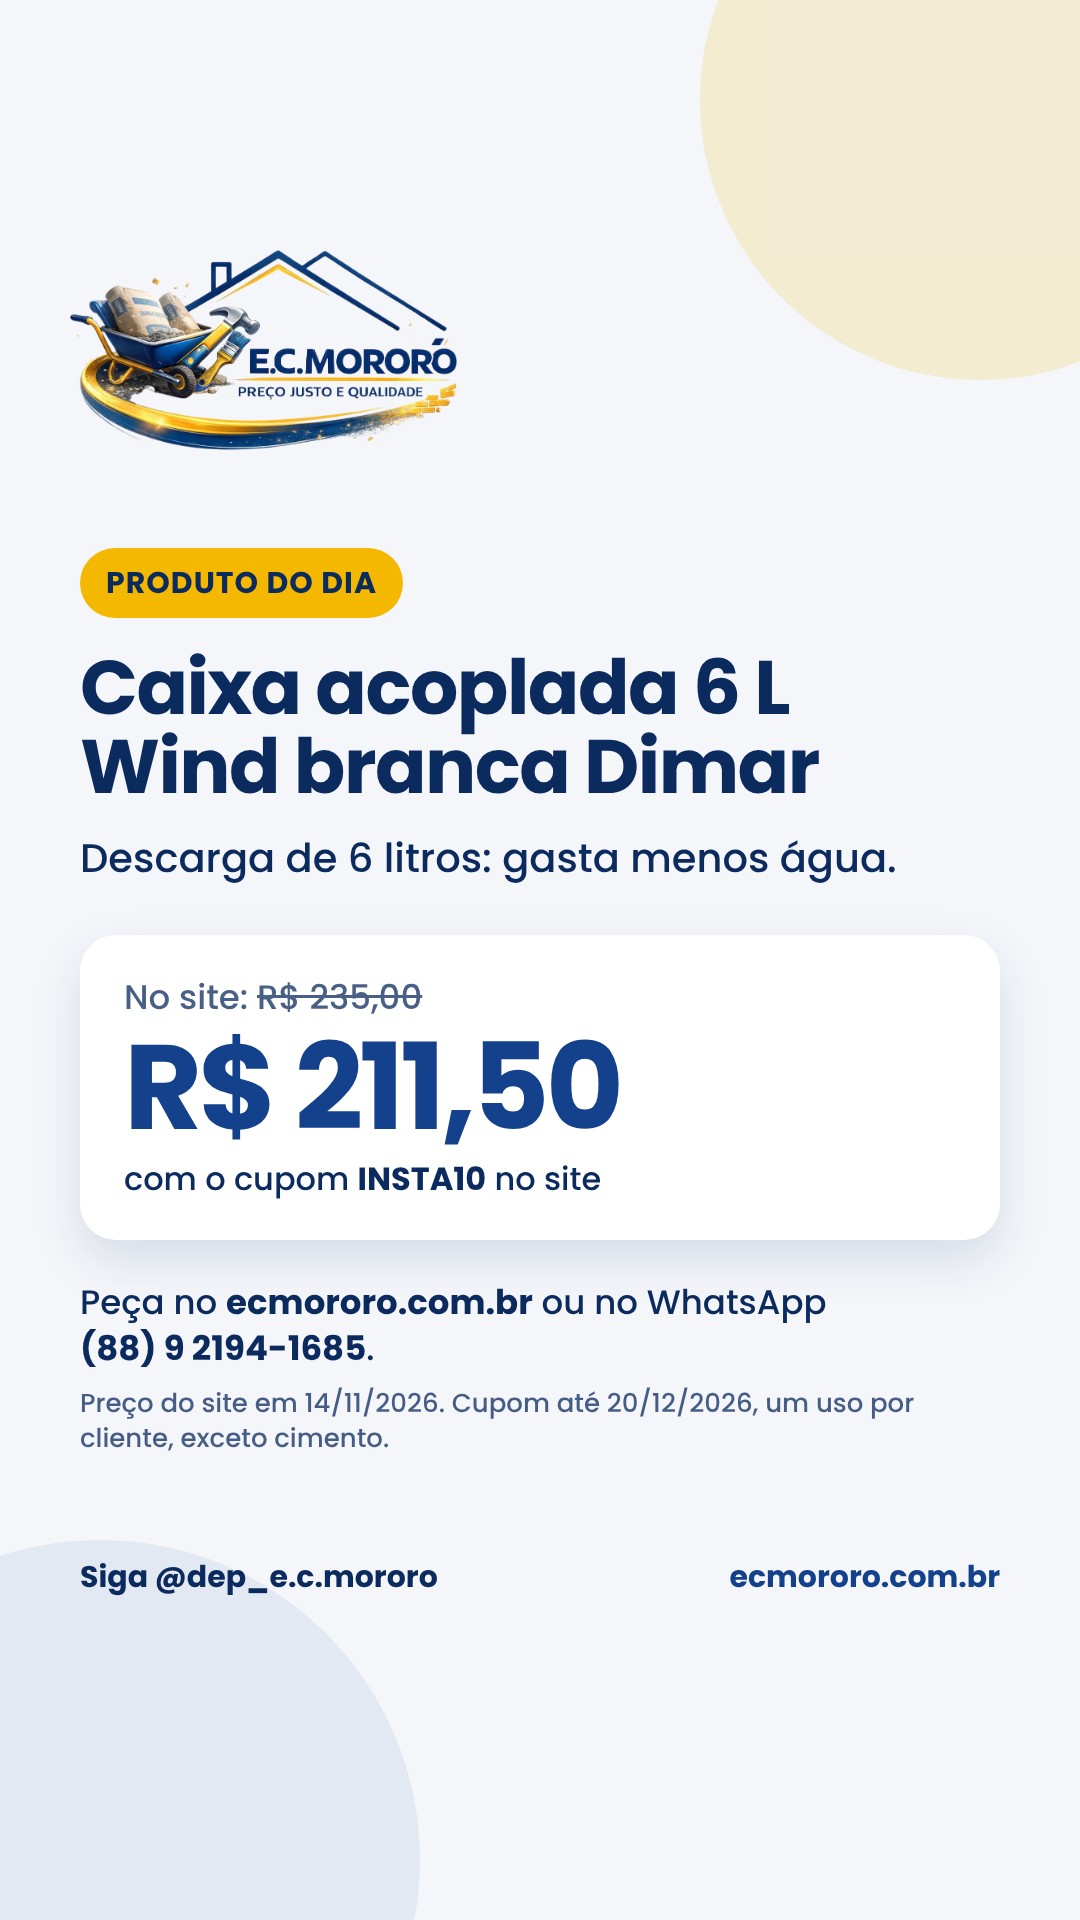 E.C.MORORÓ
PREÇO JUSTO E QUALIDADE
PRODUTO DO DIA
Caixa acoplada 6 L
Wind branca Dimar
Descarga de 6 litros: gasta menos água.
No site: R$ 235,00
R$ 211,50
com o cupom INSTA10 no site
Peça no ecmororo.com.br ou no WhatsApp
(88) 9 2194-1685.
Preço do site em 14/11/2026. Cupom até 20/12/2026, um uso por
cliente, exceto cimento.
Siga @dep_e.c.mororo
ecmororo.com.br